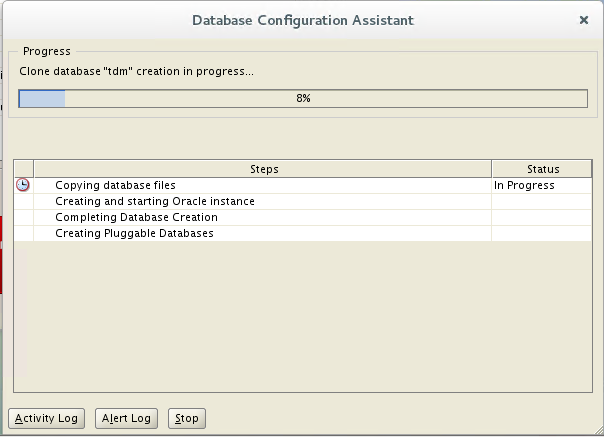 Database Configuration Assistant
Progress
Clone database "tdm" creation in progress...
8%
Steps Status
Copying database files In Progress
Creating and starting Oracle instance
Completing Database Creation
Creating Pluggable Databases
Activity Log Alert Log Stop